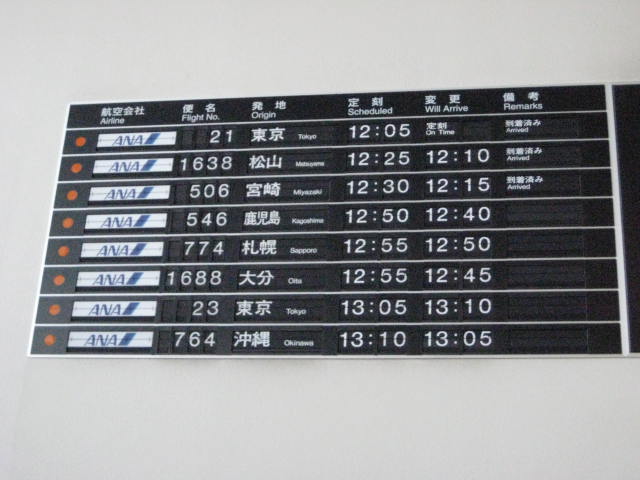 航空会社 便名 発地 定刻 変更 備考
Airline Flight No. Origin Scheduled Will Arrive Remarks
ANA 21 東京 Tokyo 12:05 定刻 On Time 到着済み Arrived
ANA 1638 松山 Matsuyama 12:25 12:10 到着済み Arrived
ANA 506 宮崎 Miyazaki 12:30 12:15 到着済み Arrived
ANA 546 鹿児島 Kagoshima 12:50 12:40
ANA 774 札幌 Sapporo 12:55 12:50
ANA 1688 大分 Oita 12:55 12:45
ANA 23 東京 Tokyo 13:05 13:10
ANA 764 沖縄 Okinawa 13:10 13:05